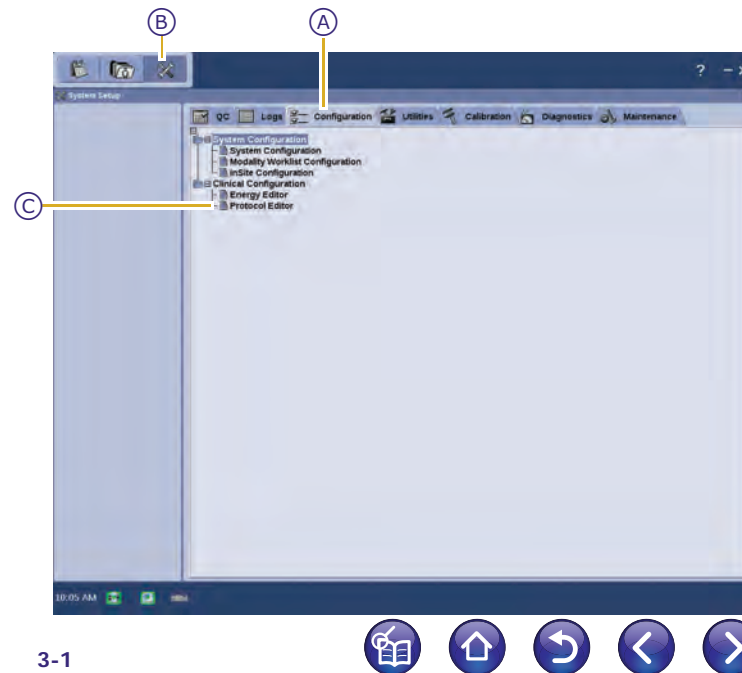 B A
? –
System Setup
QC Logs Configuration Utilities Calibration Diagnostics Maintenance
System Configuration
System Configuration
Modality Worklist Configuration
InSite Configuration
Clinical Configuration
Energy Editor
C Protocol Editor
10:05 AM
3-1